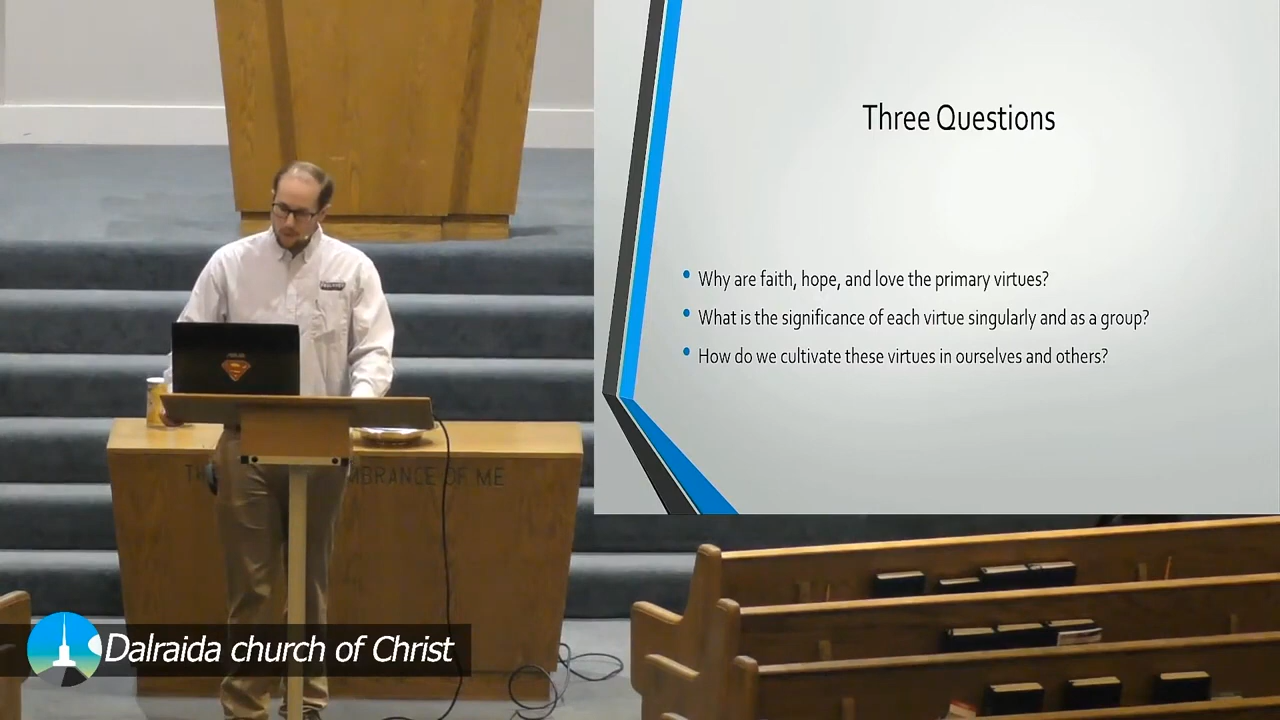 Three Questions
Why are faith, hope, and love the primary virtues?
What is the significance of each virtue singularly and as a group?
How do we cultivate these virtues in ourselves and others?
ASUS
MBRANCE OF ME
Dalraida church of Christ